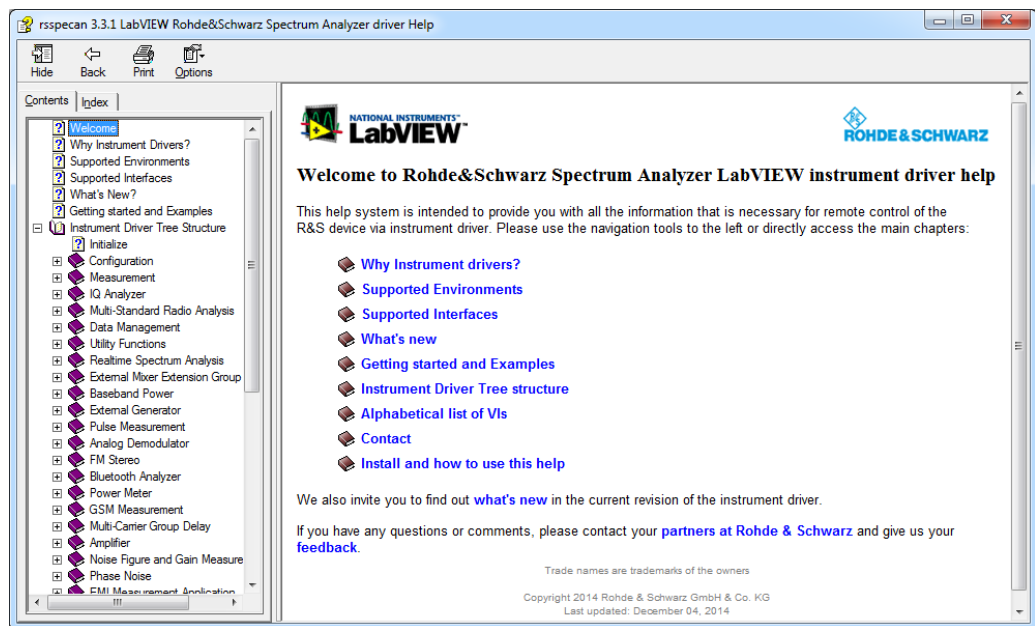 rsspecan 3.3.1 LabVIEW Rohde&Schwarz Spectrum Analyzer driver Help
Hide Back Print Options
Contents Index
Welcome
Why Instrument Drivers?
Supported Environments
Supported Interfaces
What's New?
Getting started and Examples
Instrument Driver Tree Structure
Initialize
Configuration
Measurement
IQ Analyzer
Multi-Standard Radio Analysis
Data Management
Utility Functions
Realtime Spectrum Analysis
External Mixer Extension Group
Baseband Power
External Generator
Pulse Measurement
Analog Demodulator
FM Stereo
Bluetooth Analyzer
Power Meter
GSM Measurement
Multi-Carrier Group Delay
Amplifier
Noise Figure and Gain Measure
Phase Noise
EMI Measurement Application
NATIONAL INSTRUMENTS™
LabVIEW™
ROHDE & SCHWARZ
Welcome to Rohde&Schwarz Spectrum Analyzer LabVIEW instrument driver help
This help system is intended to provide you with all the information that is necessary for remote control of the
R&S device via instrument driver. Please use the navigation tools to the left or directly access the main chapters:
Why Instrument drivers?
Supported Environments
Supported Interfaces
What's new
Getting started and Examples
Instrument Driver Tree structure
Alphabetical list of VIs
Contact
Install and how to use this help
We also invite you to find out what's new in the current revision of the instrument driver.
If you have any questions or comments, please contact your partners at Rohde & Schwarz and give us your
feedback.
Trade names are trademarks of the owners
Copyright 2014 Rohde & Schwarz GmbH & Co. KG
Last updated: December 04, 2014